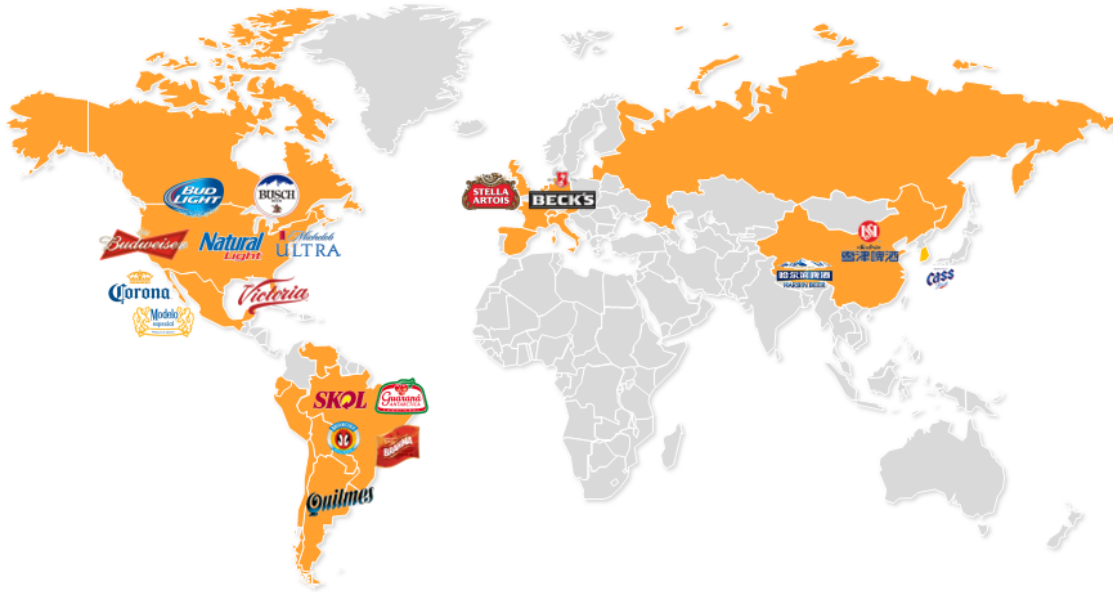 BUD
LIGHT
BUSCH
Budweiser
Natural
Light
Michelob
ULTRA
Corona
Modelo
especial
Victoria
STELLA
ARTOIS
BECK'S
雪津啤酒
哈尔滨啤酒
HARBIN BEER
Cass
SKOL
Guaraná
ANTARCTICA
BRAHMA
Quilmes